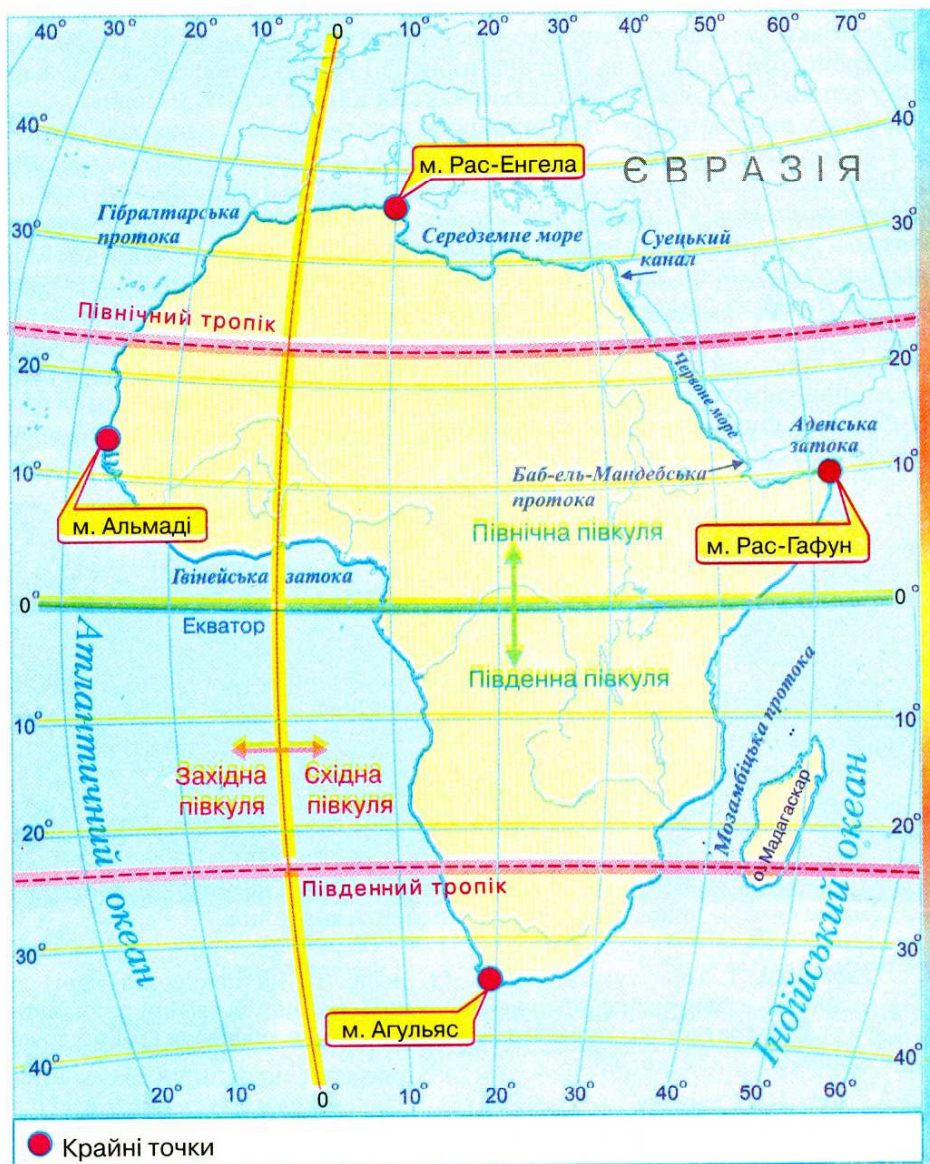 40° 30° 20° 10° 0 10° 20° 30° 40° 50° 60° 70°
40° 40°
ЄВРАЗІЯ
м. Рас-Енгела
Гібралтарська
протока
30° 30°
Середземне море
Суецький
канал
Північний тропік
20° 20°
Червоне море
Аденська
затока
10° 10°
Баб-ель-Мандебська
протока
м. Альмаді
м. Рас-Гафун
Північна півкуля
Гвінейська затока
0° 0°
Екватор
Південна півкуля
Атлантичний океан
10° 10°
Західна
півкуля
Східна
півкуля
Мозамбіцька протока
о. Мадагаскар
20° 20°
Південний тропік
Індійський океан
30° 30°
м. Агульяс
40° 40°
20° 10° 0 10° 20° 30° 40° 50° 60°
Крайні точки